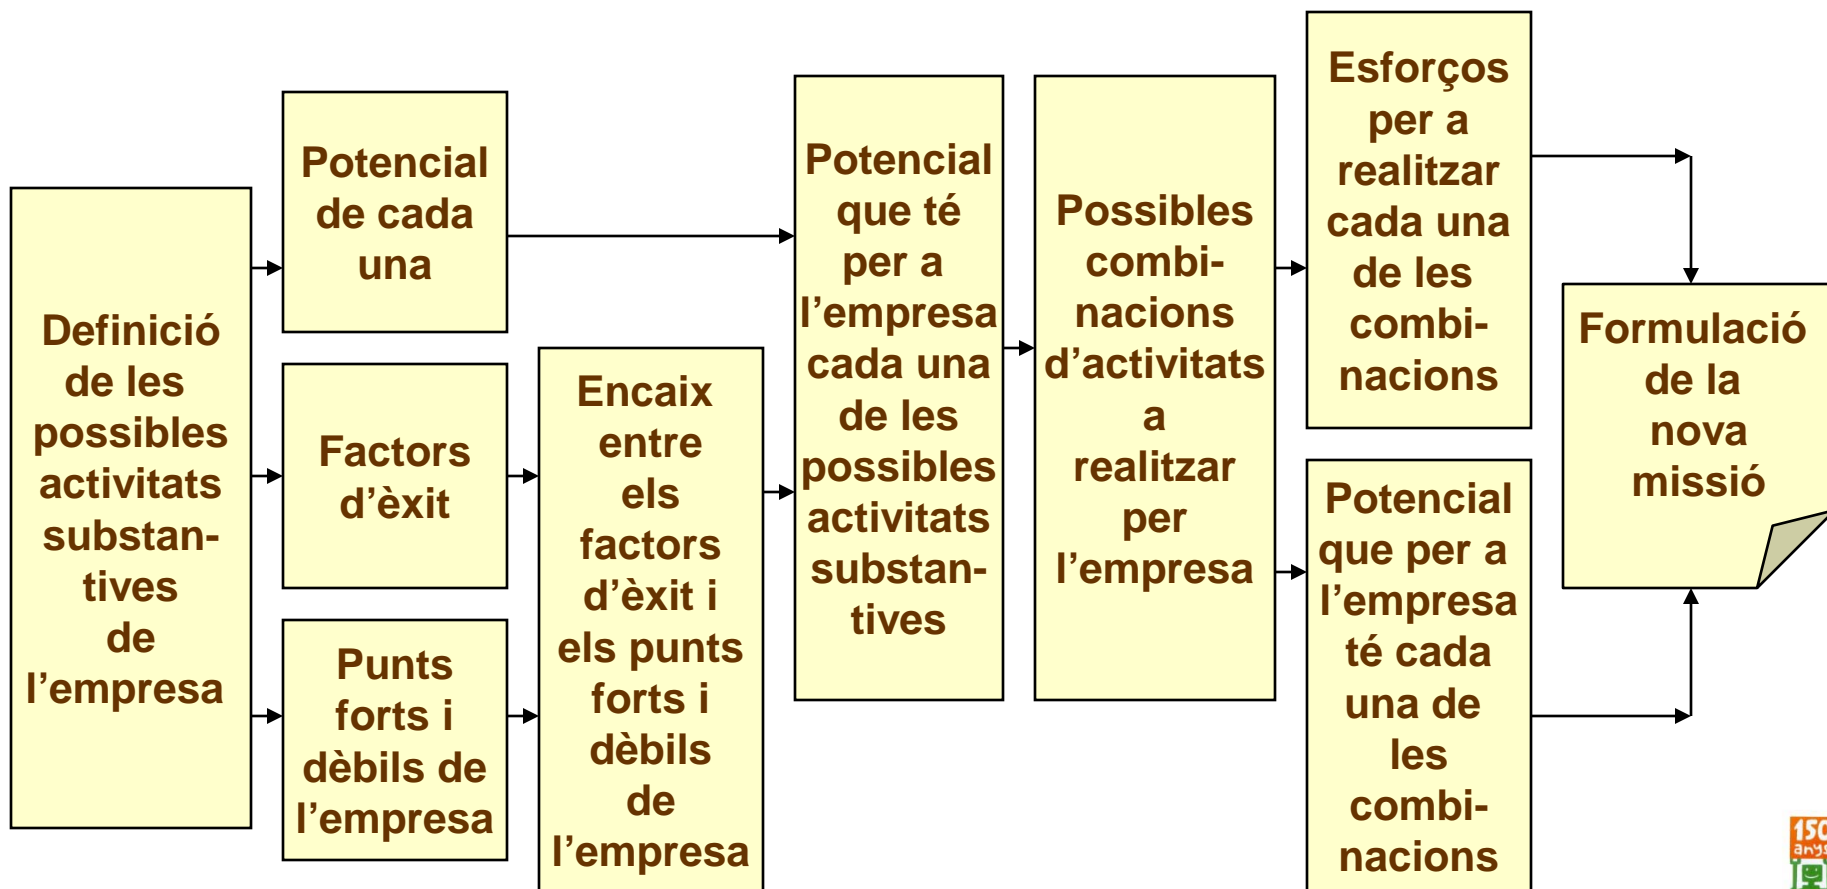 Definició
de les
possibles
activitats
substan-
tives
de
l’empresa
Potencial
de cada
una
Factors
d’èxit
Punts
forts i
dèbils de
l’empresa
Encaix
entre
els
factors
d’èxit i
els punts
forts i
dèbils
de
l’empresa
Potencial
que té
per a
l’empresa
cada una
de les
possibles
activitats
substan-
tives
Possibles
combi-
nacions
d’activitats
a
realitzar
per
l’empresa
Esforços
per a
realitzar
cada una
de les
combi-
nacions
Potencial
que per a
l’empresa
té cada
una de
les
combi-
nacions
Formulació
de la
nova
missió
150
anys